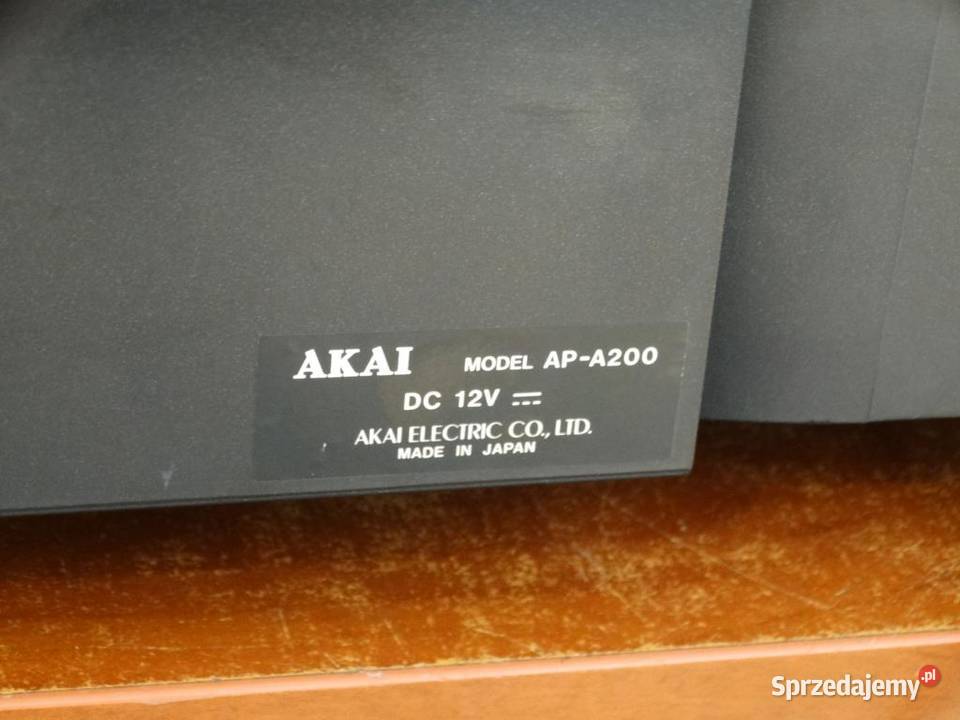 AKAI MODEL AP-A200
DC 12V ⎓
AKAI ELECTRIC CO., LTD.
MADE IN JAPAN
Sprzedajemy.pl